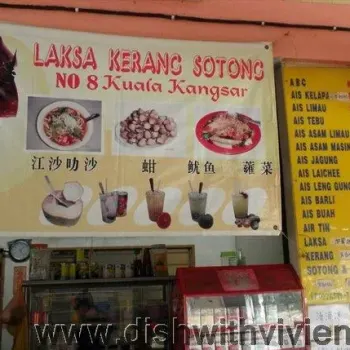 LAKSA KERANG SOTONG
NO 8 Kuala Kangsar
江沙叻沙
蚶
鱿鱼
蕹菜
ABC
AIS KELAPA
AIS LIMAU
AIS TEBU
AIS ASAM LIMAU
AIS ASAM MASIN
AIS JAGUNG
AIS LAICHEE
AIS LENG GUNG
AIS BARLI
AIS BUAH
AIR TIN
LAKSA
KERANG
SOTONG
www.dishwithvivien